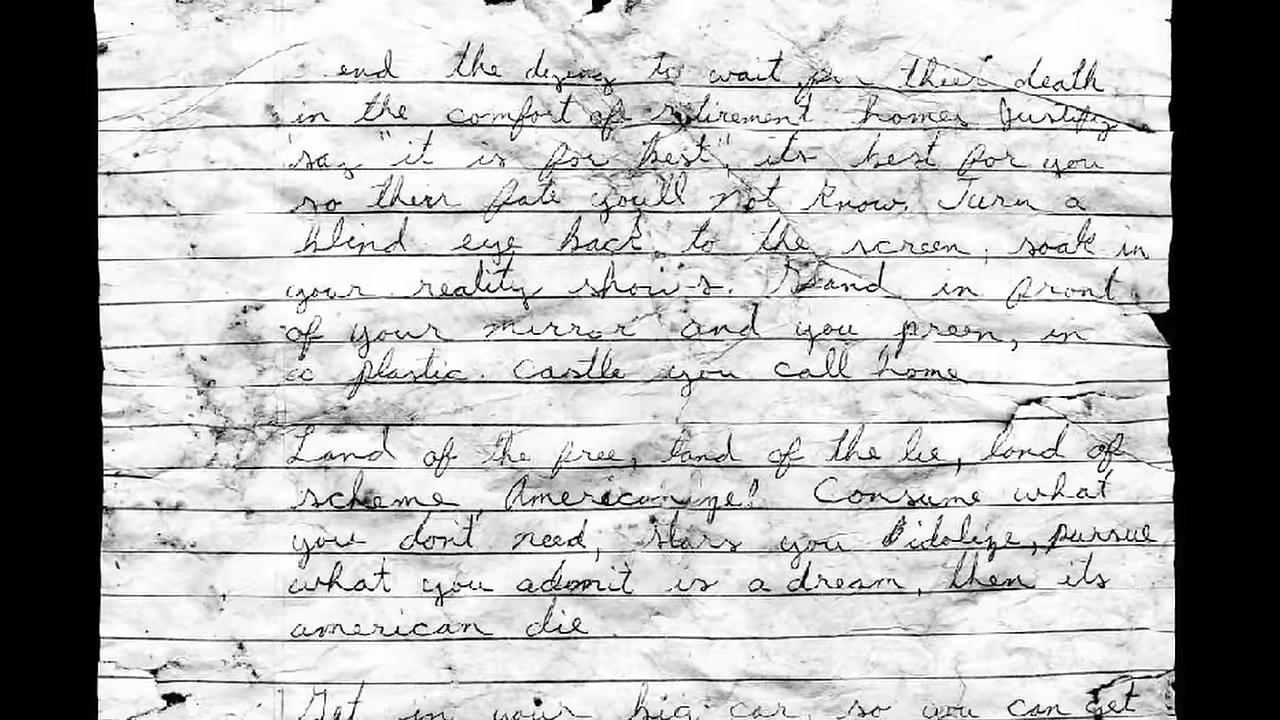 end the dying to wait for their death
in the comfort of retirement homes Justify
say "it is for best" its best for you
so their fate you'll not know. Turn a
blind eye back to the screen, soak in
your reality shows. Stand in front
of your mirror and you preen, in
a plastic castle you call home
Land of the free, land of the lie, land of
scheme, Americanize! Consume what
you don't need, stars you idolize, pursue
what you admit is a dream, then its
american die
Get in your big car, so you can get